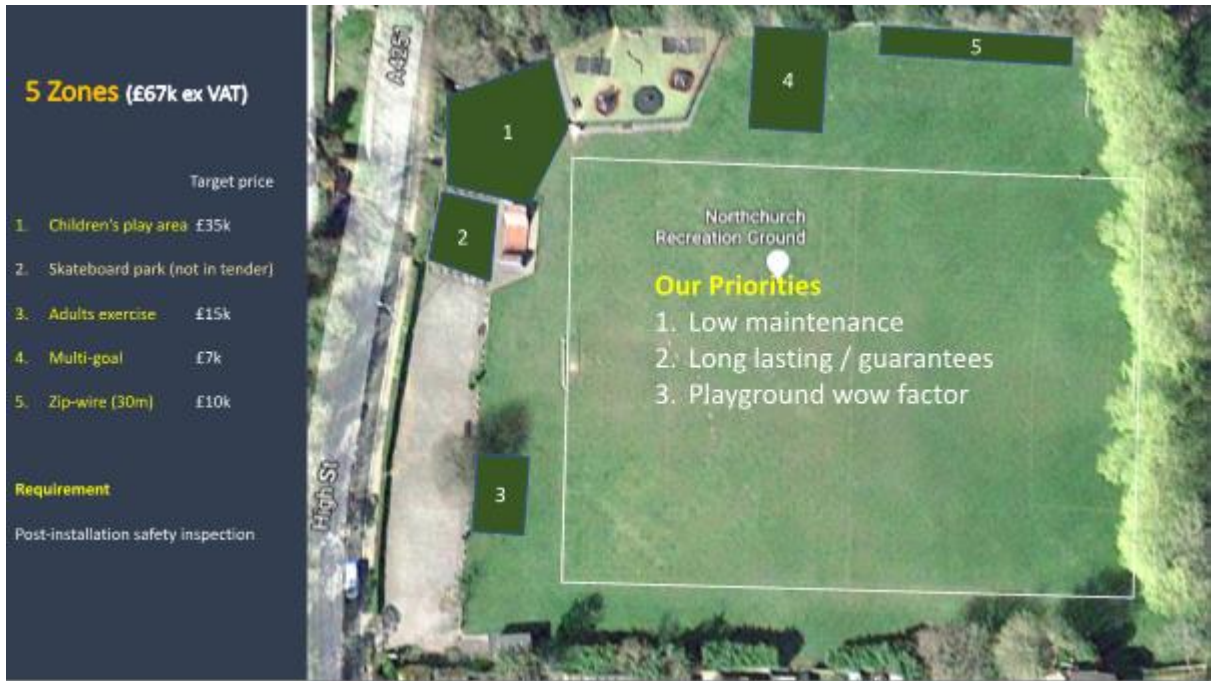 5 Zones (£67k ex VAT)
Target price
1. Children's play area £35k
2. Skateboard park (not in tender)
3. Adults exercise £15k
4. Multi-goal £7k
5. Zip-wire (30m) £10k
Requirement
Post-installation safety inspection
A4251
High St
1
2
3
4
5
Northchurch
Recreation Ground
Our Priorities
1. Low maintenance
2. Long lasting / guarantees
3. Playground wow factor